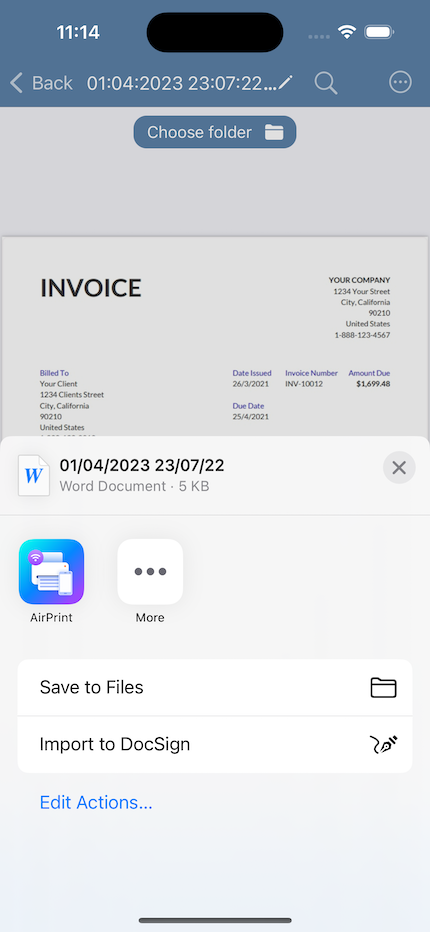 11:14
Back 01:04:2023 23:07:22...
Choose folder
INVOICE
YOUR COMPANY
1234 Your Street
City, California
90210
United States
1-888-123-4567
Billed To
Your Client
1234 Clients Street
City, California
90210
United States
Date Issued
26/3/2021
Invoice Number
INV-10012
Amount Due
$1,699.48
Due Date
25/4/2021
W
01/04/2023 23/07/22
Word Document · 5 KB
AirPrint
More
Save to Files
Import to DocSign
Edit Actions...